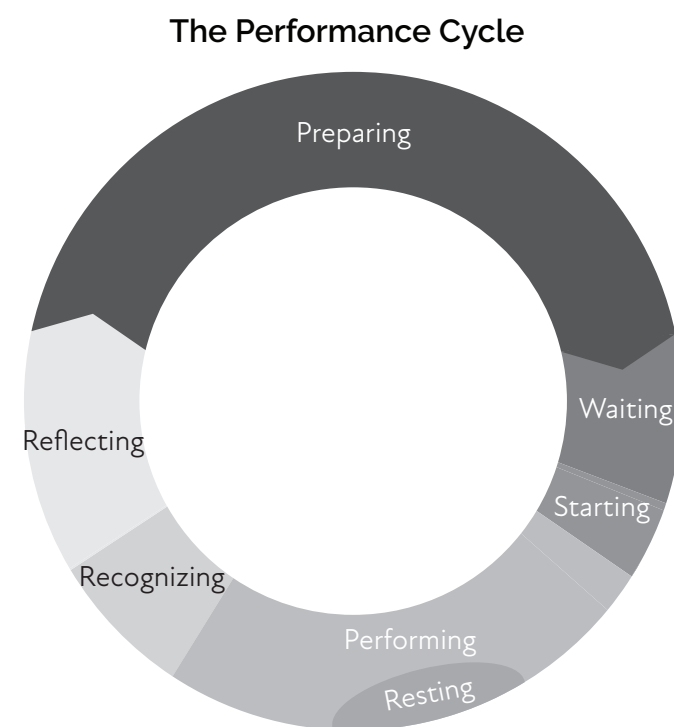 The Performance Cycle
Preparing
Waiting
Starting
Performing
Resting
Recognizing
Reflecting